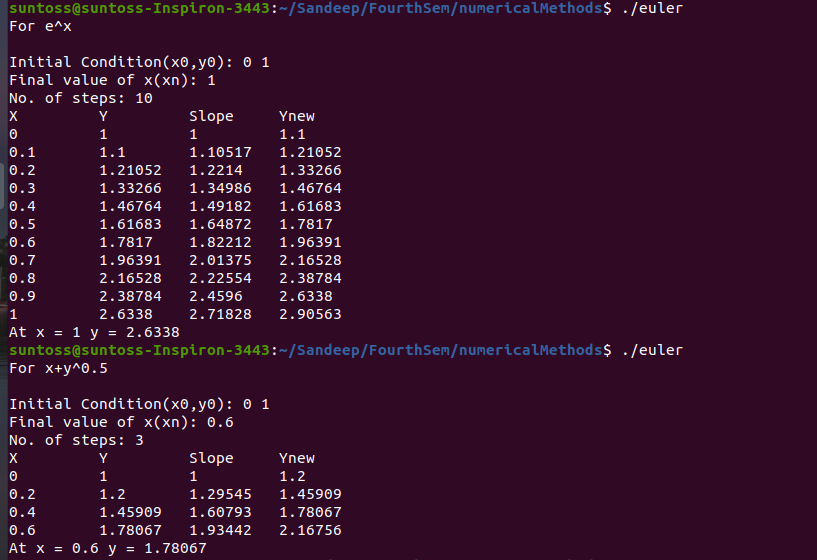 suntoss@suntoss-Inspiron-3443:~/Sandeep/FourthSem/numericalMethods$ ./euler
For e^x
Initial Condition(x0,y0): 0 1
Final value of x(xn): 1
No. of steps: 10
X Y Slope Ynew
0 1 1 1.1
0.1 1.1 1.10517 1.21052
0.2 1.21052 1.2214 1.33266
0.3 1.33266 1.34986 1.46764
0.4 1.46764 1.49182 1.61683
0.5 1.61683 1.64872 1.7817
0.6 1.7817 1.82212 1.96391
0.7 1.96391 2.01375 2.16528
0.8 2.16528 2.22554 2.38784
0.9 2.38784 2.4596 2.6338
1 2.6338 2.71828 2.90563
At x = 1 y = 2.6338
suntoss@suntoss-Inspiron-3443:~/Sandeep/FourthSem/numericalMethods$ ./euler
For x+y^0.5
Initial Condition(x0,y0): 0 1
Final value of x(xn): 0.6
No. of steps: 3
X Y Slope Ynew
0 1 1 1.2
0.2 1.2 1.29545 1.45909
0.4 1.45909 1.60793 1.78067
0.6 1.78067 1.93442 2.16756
At x = 0.6 y = 1.78067